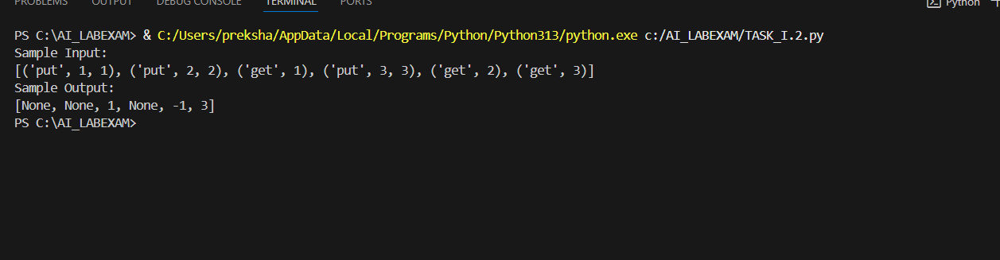 PROBLEMS OUTPUT DEBUG CONSOLE TERMINAL PORTS Python
PS C:\AI_LABEXAM> & C:/Users/preksha/AppData/Local/Programs/Python/Python313/python.exe c:/AI_LABEXAM/TASK_I.2.py
Sample Input:
[('put', 1, 1), ('put', 2, 2), ('get', 1), ('put', 3, 3), ('get', 2), ('get', 3)]
Sample Output:
[None, None, 1, None, -1, 3]
PS C:\AI_LABEXAM>